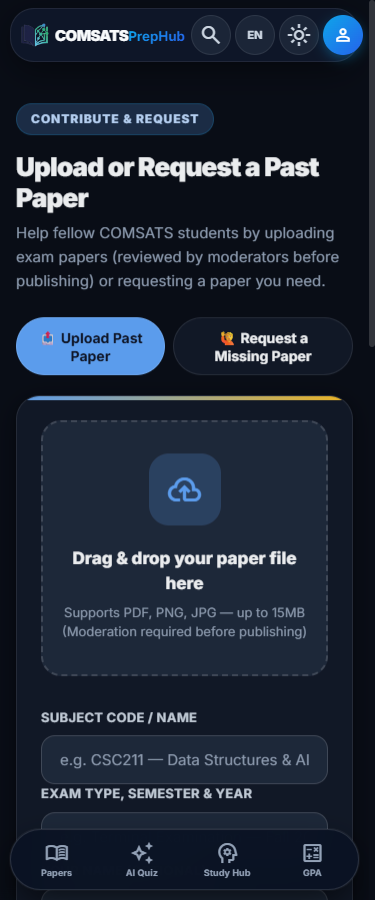 COMSATSPrepHub EN
CONTRIBUTE & REQUEST
Upload or Request a Past
Paper
Help fellow COMSATS students by uploading
exam papers (reviewed by moderators before
publishing) or requesting a paper you need.
Upload Past
Paper
Request a
Missing Paper
Drag & drop your paper file
here
Supports PDF, PNG, JPG — up to 15MB
(Moderation required before publishing)
SUBJECT CODE / NAME
e.g. CSC211 — Data Structures & Al
EXAM TYPE, SEMESTER & YEAR
Papers AI Quiz Study Hub GPA